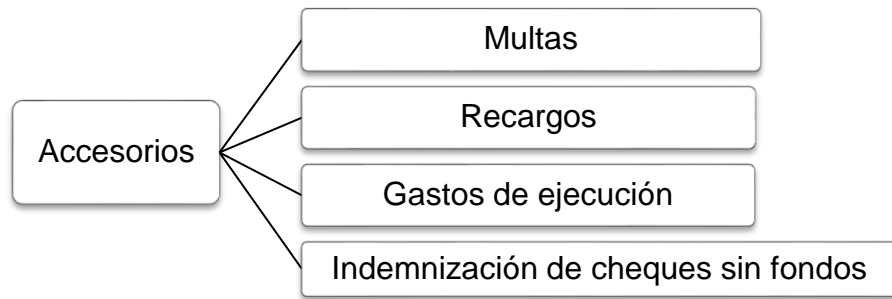 Multas
Recargos
Accesorios
Gastos de ejecución
Indemnización de cheques sin fondos